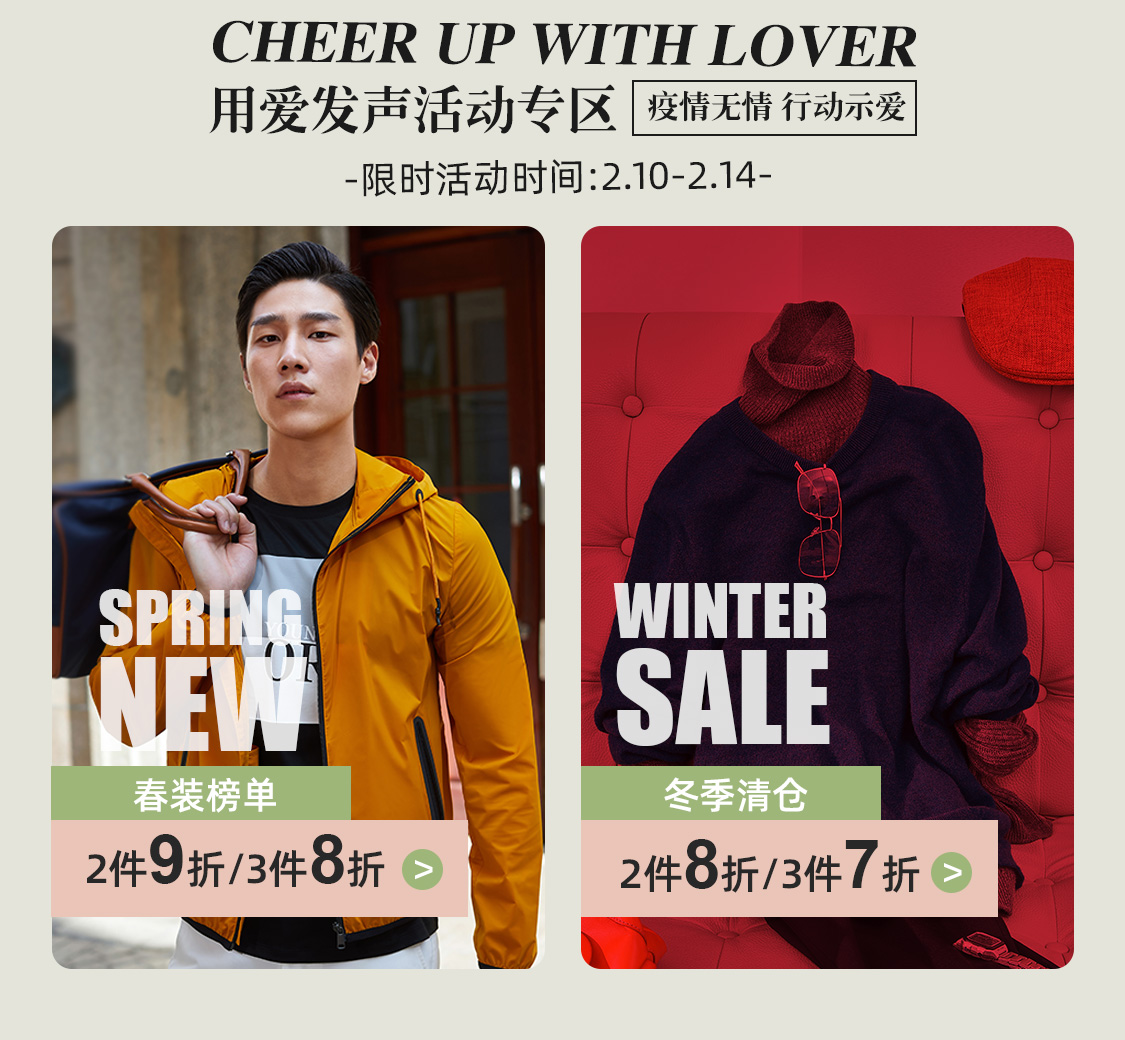 CHEER UP WITH LOVER
用爱发声活动专区 疫情无情 行动示爱
-限时活动时间:2.10-2.14-
SPRING
NEW
春装榜单
2件9折/3件8折 >
WINTER
SALE
冬季清仓
2件8折/3件7折 >